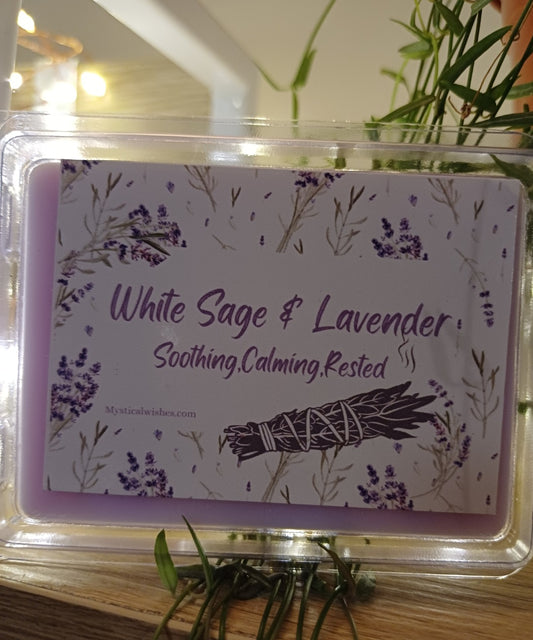 White Sage & Lavender
Soothing,Calming,Rested
Mysticalwishes.com